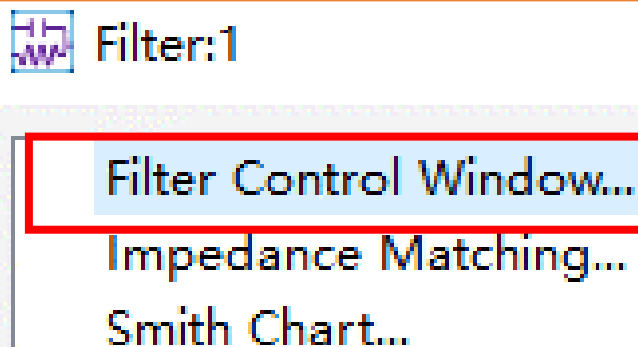 Filter:1
Filter Control Window...
Impedance Matching...
Smith Chart...